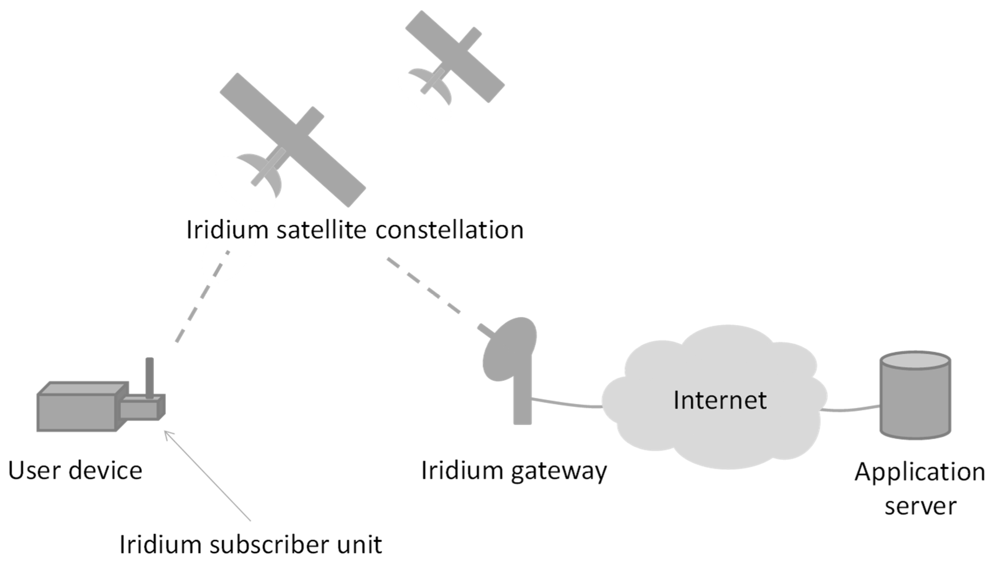 Iridium satellite constellation
Internet
User device
Iridium gateway
Application
server
Iridium subscriber unit